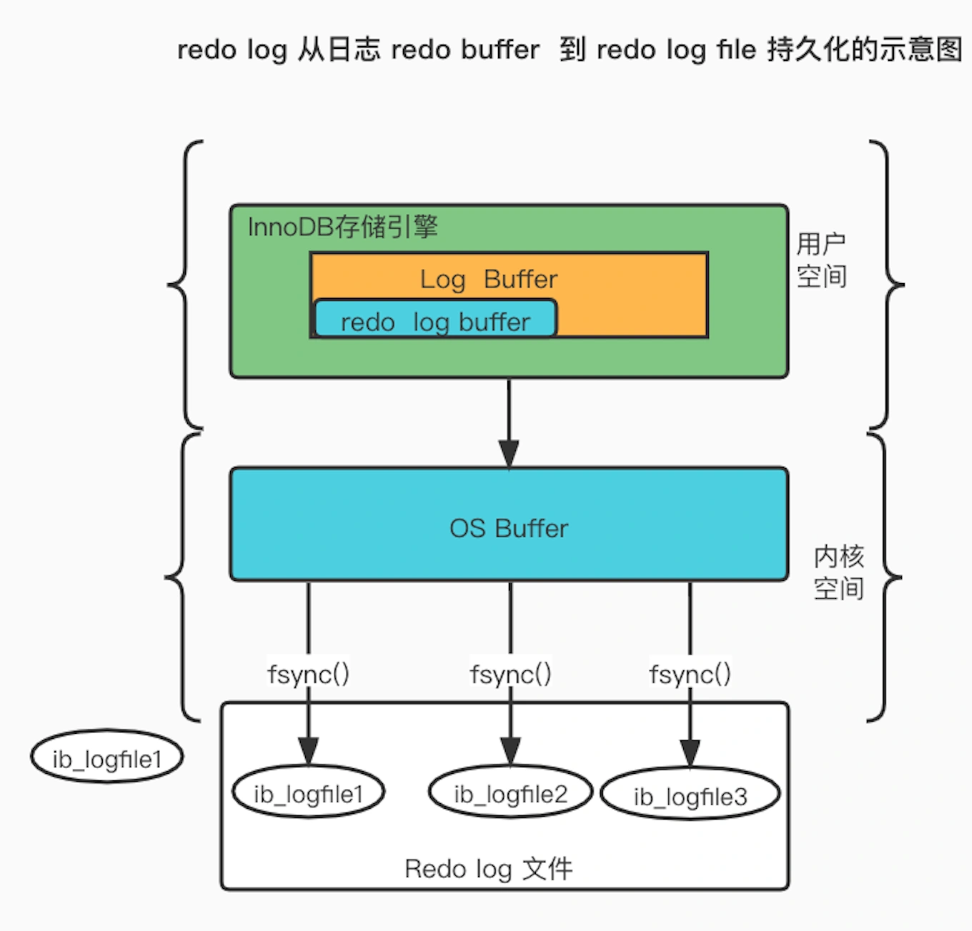 redo log 从日志 redo buffer 到 redo log file 持久化的示意图
InnoDB存储引擎
用户
空间
Log Buffer
redo log buffer
OS Buffer
内核
空间
fsync()
fsync()
fsync()
ib_logfile1
ib_logfile1
ib_logfile2
ib_logfile3
Redo log 文件